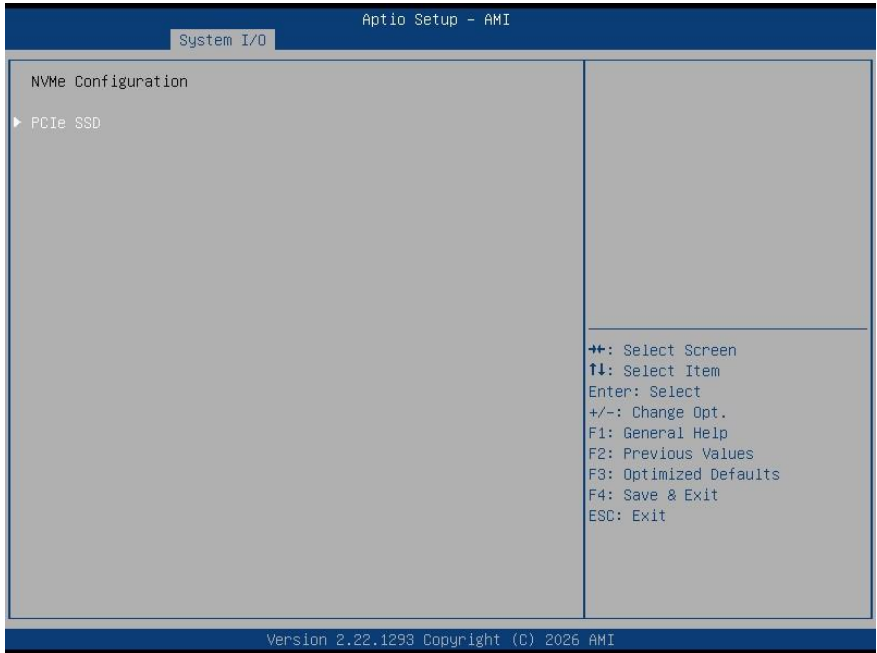 Aptio Setup – AMI
System I/O
NVMe Configuration
▶ PCIe SSD
→←: Select Screen
↑↓: Select Item
Enter: Select
+/-: Change Opt.
F1: General Help
F2: Previous Values
F3: Optimized Defaults
F4: Save & Exit
ESC: Exit
Version 2.22.1293 Copyright (C) 2026 AMI